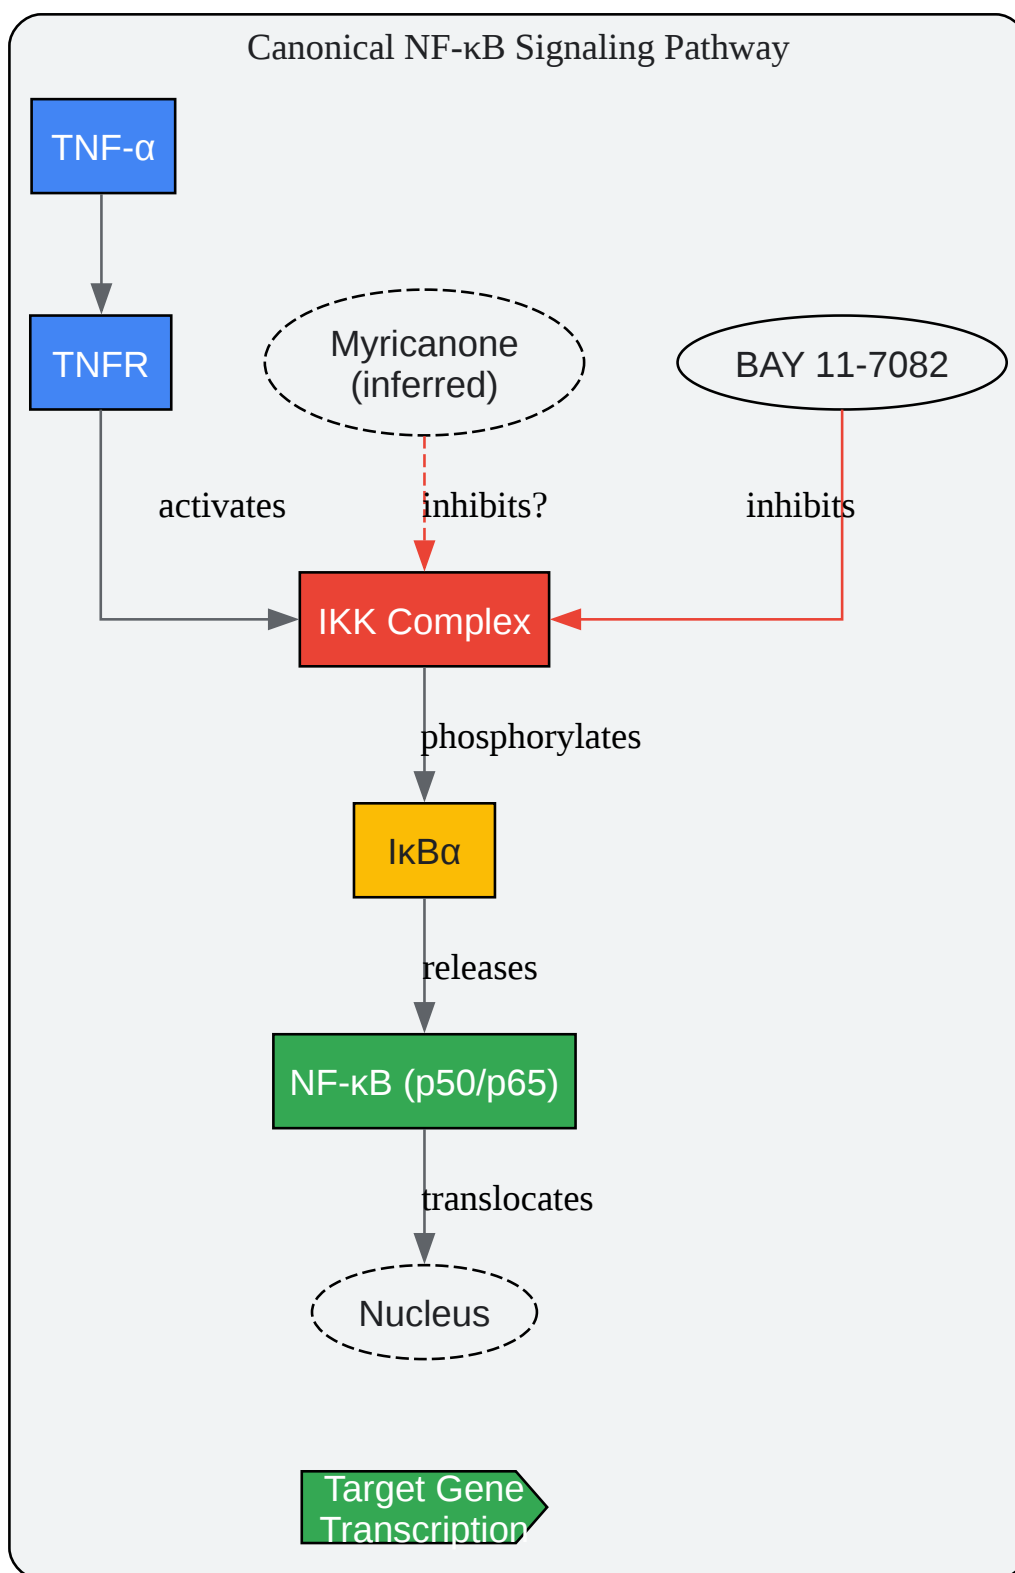 Canonical NF-κB Signaling Pathway
TNF-α
TNFR
Myricanone
(inferred)
BAY 11-7082
activates
inhibits?
inhibits
IKK Complex
phosphorylates
IκBα
releases
NF-κB (p50/p65)
translocates
Nucleus
Target Gene
Transcription